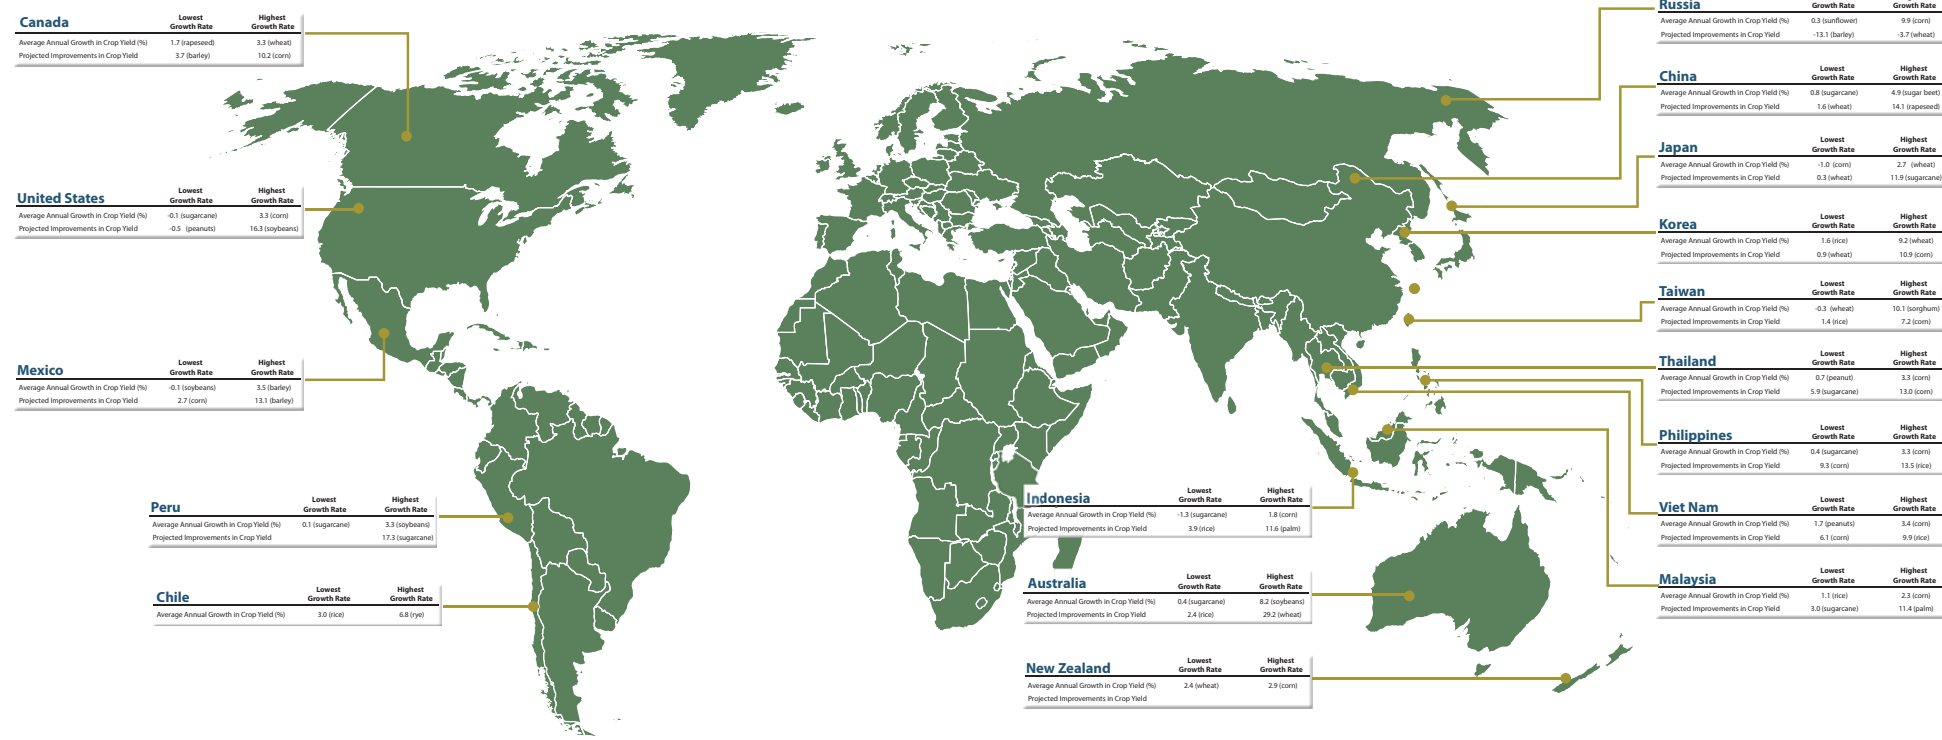 Canada
Lowest Growth Rate Highest Growth Rate
Average Annual Growth in Crop Yield (%) 1.7 (rapeseed) 3.3 (wheat)
Projected Improvements in Crop Yield 3.7 (barley) 10.2 (corn)
United States
Lowest Growth Rate Highest Growth Rate
Average Annual Growth in Crop Yield (%) -0.1 (sugarcane) 3.3 (corn)
Projected Improvements in Crop Yield -0.5 (peanuts) 16.3 (soybeans)
Mexico
Lowest Growth Rate Highest Growth Rate
Average Annual Growth in Crop Yield (%) -0.1 (soybeans) 3.5 (barley)
Projected Improvements in Crop Yield 2.7 (corn) 13.1 (barley)
Peru
Lowest Growth Rate Highest Growth Rate
Average Annual Growth in Crop Yield (%) 0.1 (sugarcane) 3.3 (soybeans)
Projected Improvements in Crop Yield 17.3 (sugarcane)
Chile
Lowest Growth Rate Highest Growth Rate
Average Annual Growth in Crop Yield (%) 3.0 (rice) 6.8 (rye)
Indonesia
Lowest Growth Rate Highest Growth Rate
Average Annual Growth in Crop Yield (%) -1.3 (sugarcane) 1.8 (corn)
Projected Improvements in Crop Yield 3.9 (rice) 11.6 (palm)
Australia
Lowest Growth Rate Highest Growth Rate
Average Annual Growth in Crop Yield (%) 0.4 (sugarcane) 8.2 (soybeans)
Projected Improvements in Crop Yield 2.4 (rice) 29.2 (wheat)
New Zealand
Lowest Growth Rate Highest Growth Rate
Average Annual Growth in Crop Yield (%) 2.4 (wheat) 2.9 (corn)
Projected Improvements in Crop Yield
Russia
Growth Rate Growth Rate
Average Annual Growth in Crop Yield (%) 0.3 (sunflower) 9.9 (corn)
Projected Improvements in Crop Yield -13.1 (barley) -3.7 (wheat)
China
Lowest Growth Rate Highest Growth Rate
Average Annual Growth in Crop Yield (%) 0.8 (sugarcane) 4.9 (sugar beet)
Projected Improvements in Crop Yield 1.6 (wheat) 14.1 (rapeseed)
Japan
Lowest Growth Rate Highest Growth Rate
Average Annual Growth in Crop Yield (%) -1.0 (corn) 2.7 (wheat)
Projected Improvements in Crop Yield 0.3 (wheat) 11.9 (sugarcane)
Korea
Lowest Growth Rate Highest Growth Rate
Average Annual Growth in Crop Yield (%) 1.6 (rice) 9.2 (wheat)
Projected Improvements in Crop Yield 0.9 (wheat) 10.9 (corn)
Taiwan
Lowest Growth Rate Highest Growth Rate
Average Annual Growth in Crop Yield (%) -0.3 (wheat) 10.1 (sorghum)
Projected Improvements in Crop Yield 1.4 (rice) 7.2 (corn)
Thailand
Lowest Growth Rate Highest Growth Rate
Average Annual Growth in Crop Yield (%) 0.7 (peanut) 3.3 (corn)
Projected Improvements in Crop Yield 5.9 (sugarcane) 13.0 (corn)
Philippines
Lowest Growth Rate Highest Growth Rate
Average Annual Growth in Crop Yield (%) 0.4 (sugarcane) 3.3 (corn)
Projected Improvements in Crop Yield 9.3 (corn) 13.5 (rice)
Viet Nam
Lowest Growth Rate Highest Growth Rate
Average Annual Growth in Crop Yield (%) 1.7 (peanuts) 3.4 (corn)
Projected Improvements in Crop Yield 6.1 (corn) 9.9 (rice)
Malaysia
Lowest Growth Rate Highest Growth Rate
Average Annual Growth in Crop Yield (%) 1.1 (rice) 2.3 (corn)
Projected Improvements in Crop Yield 3.0 (sugarcane) 11.4 (palm)